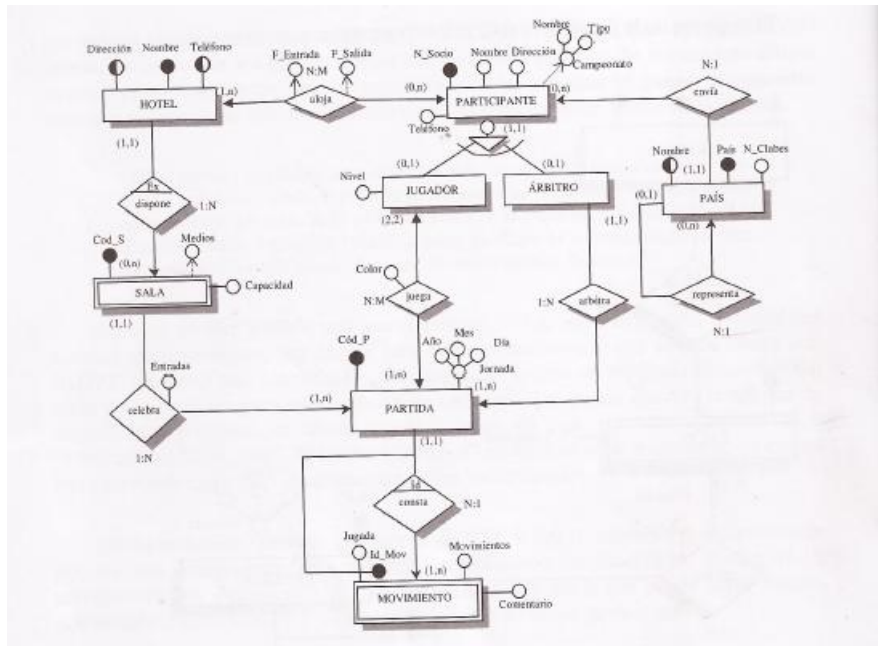 Nombre
Tipo
Dirección Nombre Teléfono
F_Entrada F_Salida
N_Socio Nombre Dirección
Campeonato
N:M
N:1
(1,n)
(0,n)
(0,n)
HOTEL
aloja
PARTICIPANTE
envía
Teléfono
(1,1)
(1,1)
Nombre País N_Clubes
(0,1)
(0,1)
(1,1)
Nivel
JUGADOR
ÁRBITRO
(0,1)
PAÍS
Ex
dispone
1:N
(2,2)
(1,1)
(0,n)
Cod_S
Medios
(0,n)
Color
SALA
Capacidad
N:M
juega
1:N
arbitra
representa
(1,1)
N:1
Cód_P
Año
Mes
Día
Jornada
Entradas
(1,n)
(1,n)
(1,n)
celebra
PARTIDA
1:N
(1,1)
Id
consta
N:1
Jugada
Id_Mov
Movimientos
(1,n)
MOVIMIENTO
Comentario